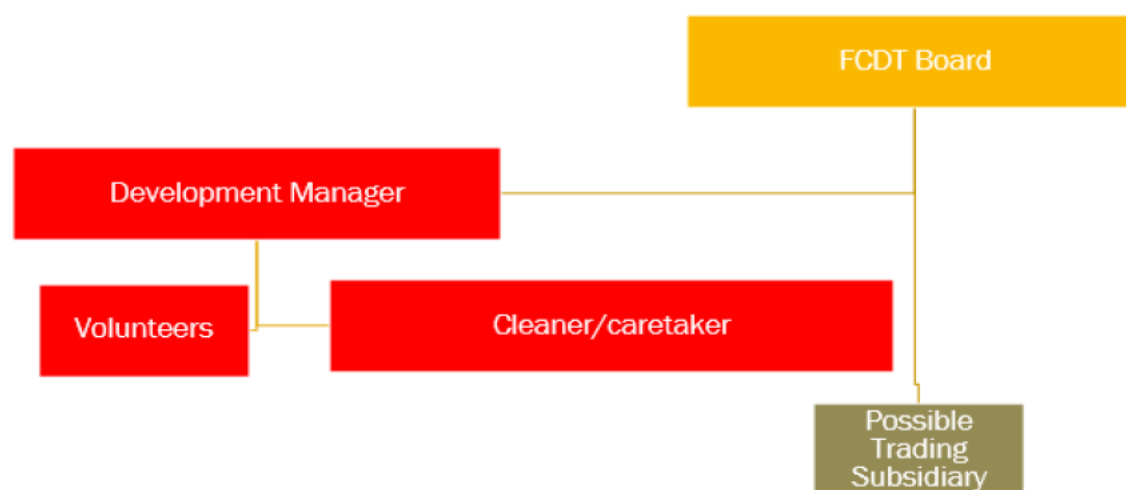 FCDT Board
Development Manager
Volunteers
Cleaner/caretaker
Possible
Trading
Subsidiary